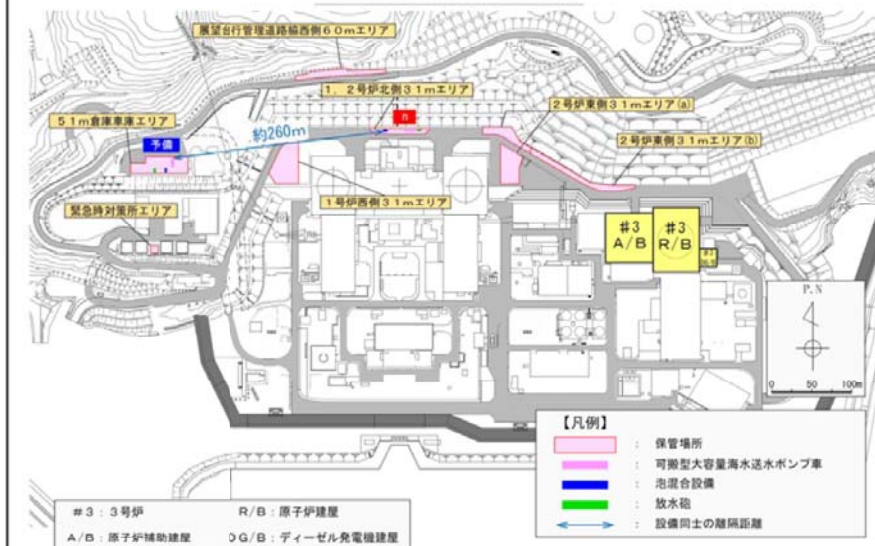 展望台行管理道路脇西側６０ｍエリア
１，２号炉北側３１ｍエリア
２号炉東側３１ｍエリア(a)
n
５１ｍ倉庫車庫エリア
予備
約260m
２号炉東側３１ｍエリア(b)
緊急時対策所エリア
１号炉西側３１ｍエリア
#3
A/B
#3
R/B
P.N
0 50 100m
【凡例】
： 保管場所
： 可搬型大容量海水送水ポンプ車
： 泡混合設備
： 放水砲
： 設備同士の離隔距離
#3：３号炉
R/B：原子炉建屋
A/B：原子炉補助建屋
DG/B：ディーゼル発電機建屋